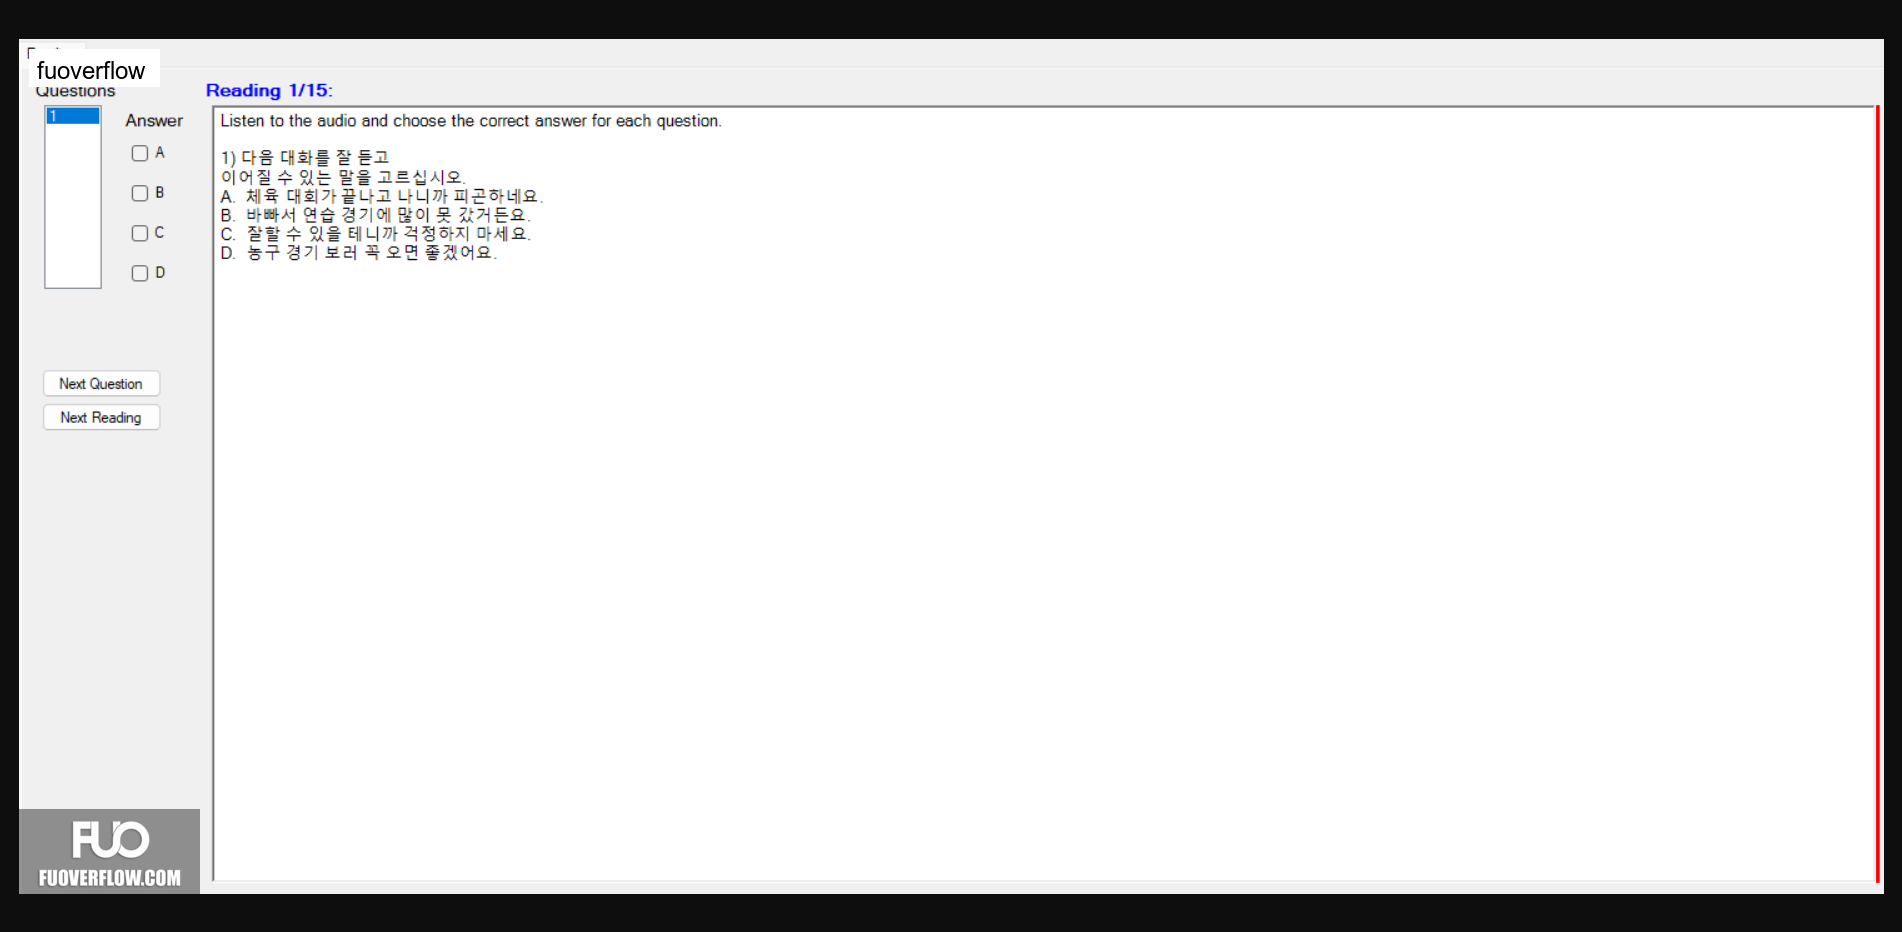 fuoverflow
Questions
Reading 1/15:
1
Answer
A
B
C
D
Listen to the audio and choose the correct answer for each question.
1) 다음 대화를 잘 듣고
이어질 수 있는 말을 고르십시오.
A. 체육 대회가 끝나고 나니까 피곤하네요.
B. 바빠서 연습 경기에 많이 못 갔거든요.
C. 잘할 수 있을 테니까 걱정하지 마세요.
D. 농구 경기 보러 꼭 오면 좋겠어요.
Next Question
Next Reading
FUO
FUOVERFLOW.COM